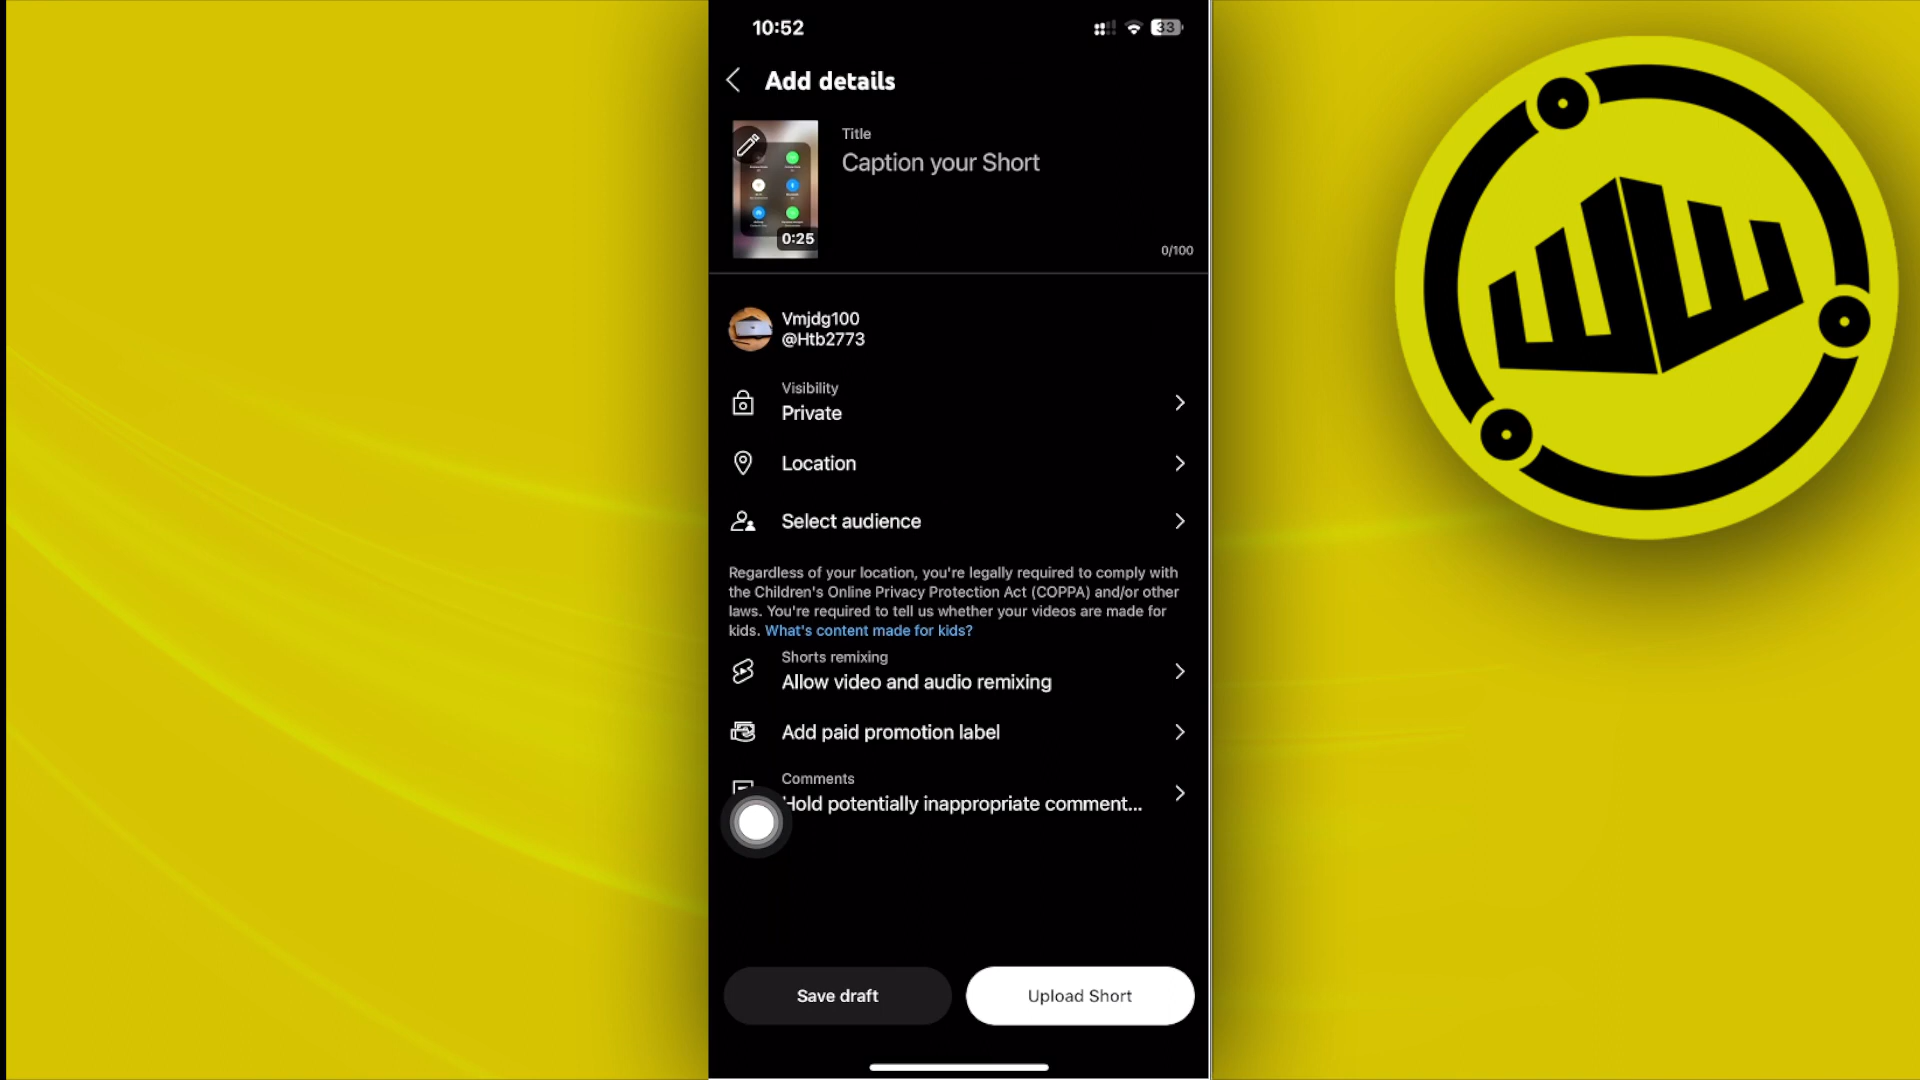 10:52
33
Add details
Title
Caption your Short
0:25
0/100
Vmjdg100
@Htb2773
Visibility
Private
Location
Select audience
Regardless of your location, you're legally required to comply with
the Children's Online Privacy Protection Act (COPPA) and/or other
laws. You're required to tell us whether your videos are made for
kids. What's content made for kids?
Shorts remixing
Allow video and audio remixing
Add paid promotion label
Comments
Hold potentially inappropriate comment...
Save draft
Upload Short